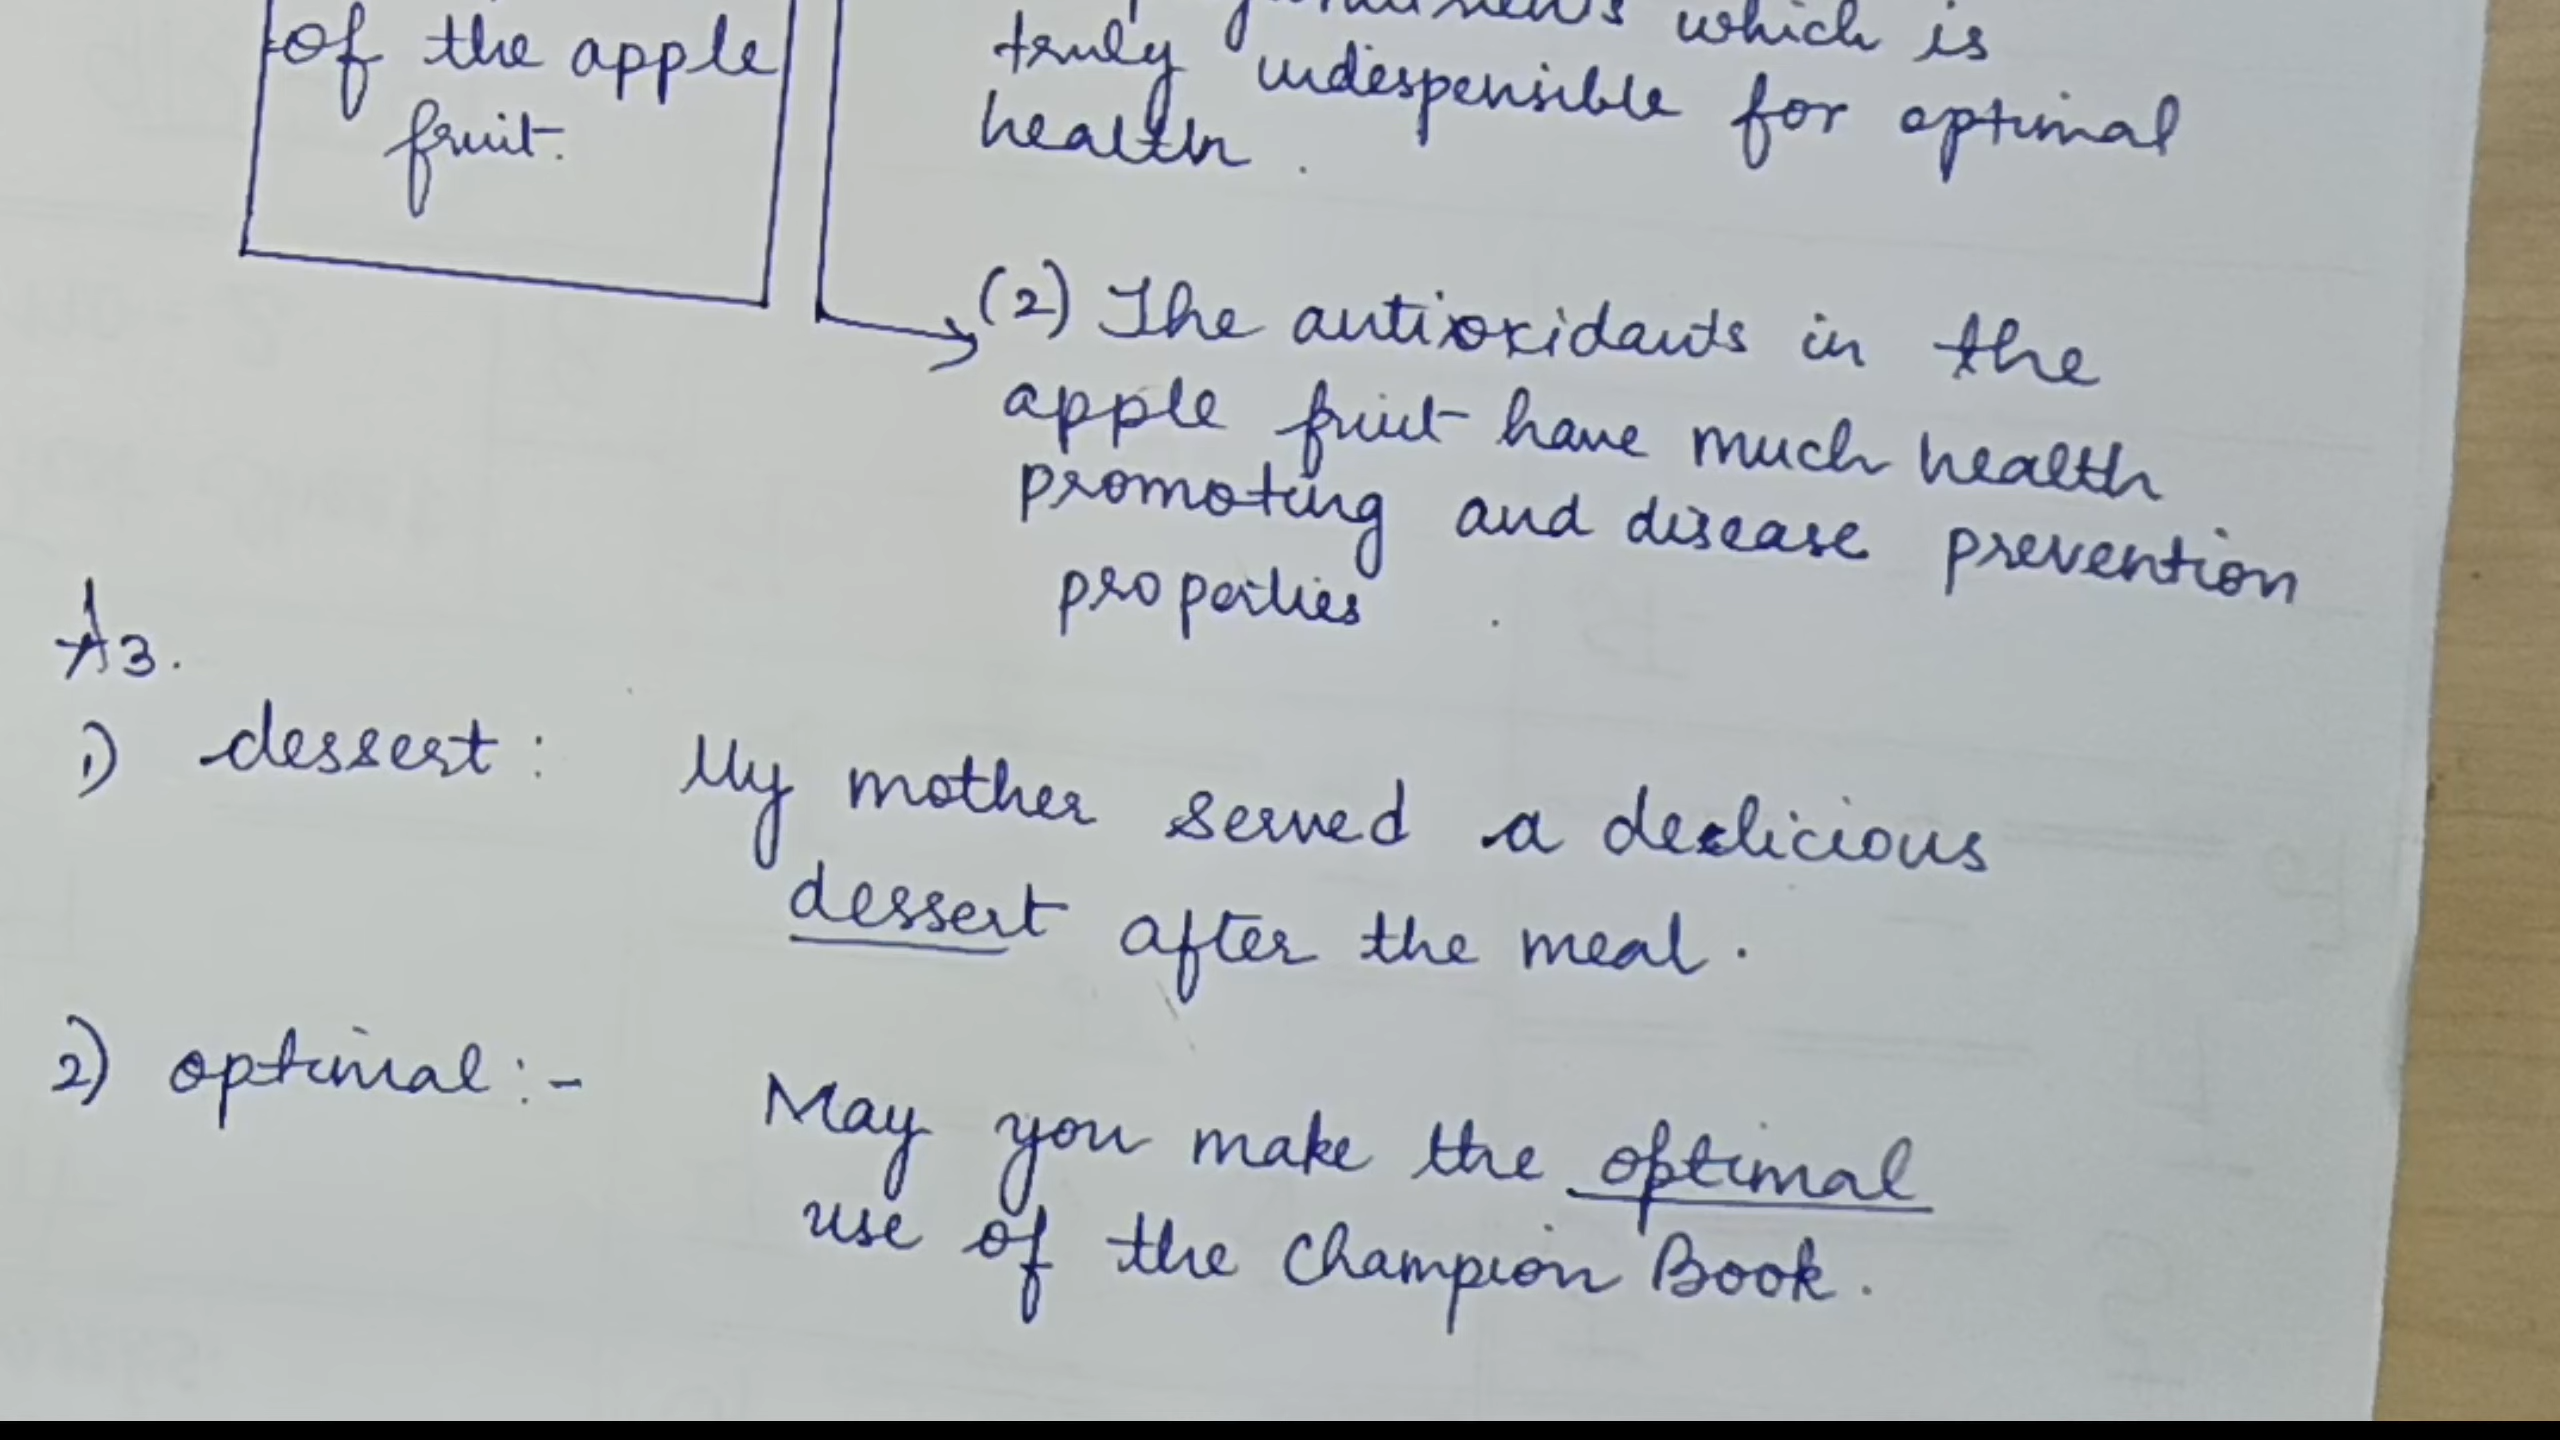 of the apple
fruit.
which is
truly indespensible for optimal
health.
(2) The antioxidants in the
apple fruit have much health
promoting and disease prevention
properties.
A3.
1) dessert: My mother served a delicious
dessert after the meal.
2) optimal:- May you make the optimal
use of the Champion Book.